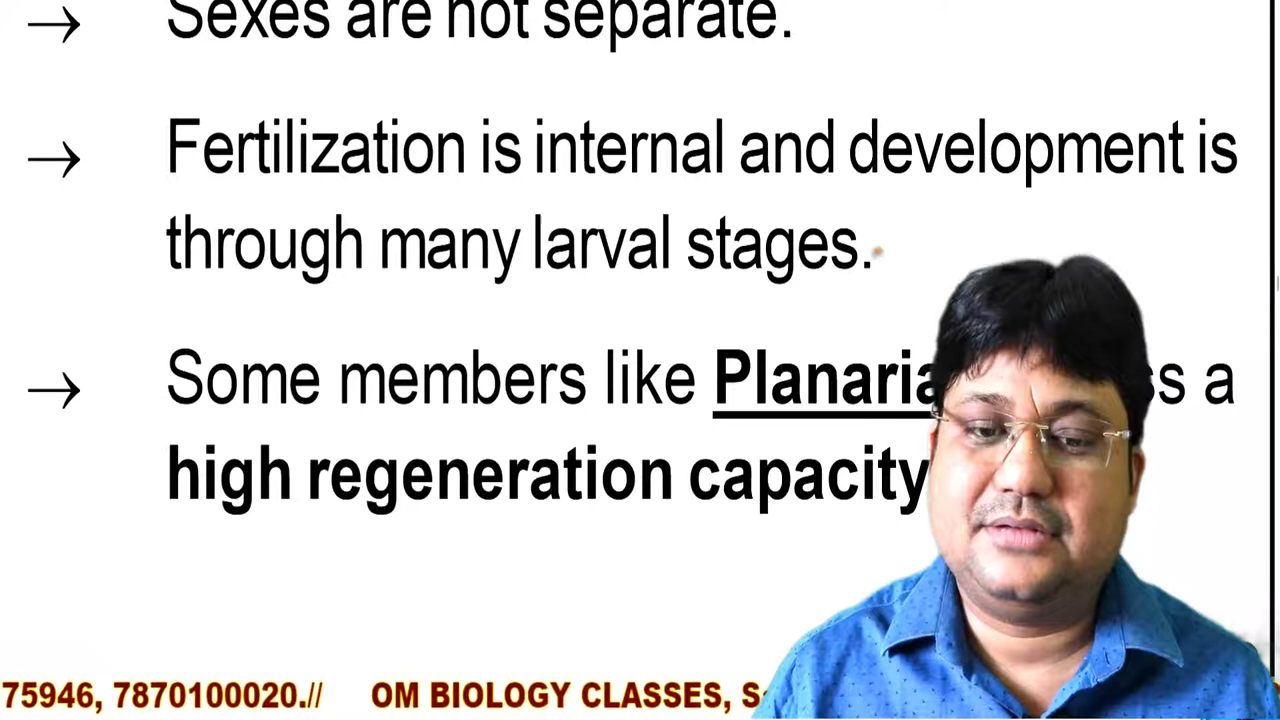 → Sexes are not separate.
→ Fertilization is internal and development is
through many larval stages.
→ Some members like Planaria a
high regeneration capacity
75946, 7870100020.// OM BIOLOGY CLASSES,